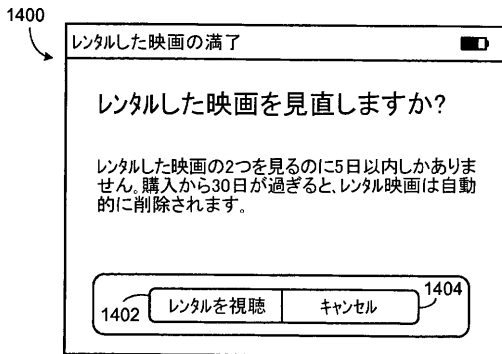 1400
レンタルした映画の満了
レンタルした映画を見直しますか?
レンタルした映画の2つを見るのに5日以内しかありま
せん。購入から30日が過ぎると、レンタル映画は自動
的に削除されます。
1402 レンタルを視聴 キャンセル 1404